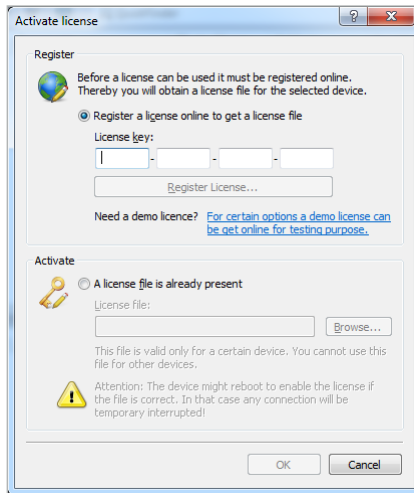 Activate license
Register
Before a license can be used it must be registered online.
Thereby you will obtain a license file for the selected device.
Register a license online to get a license file
License key:
- - -
Register License...
Need a demo licence? For certain options a demo license can
be get online for testing purpose.
Activate
A license file is already present
License file:
Browse...
This file is valid only for a certain device. You cannot use this
file for other devices.
Attention: The device might reboot to enable the license if
the file is correct. In that case any connection will be
temporary interrupted!
OK Cancel